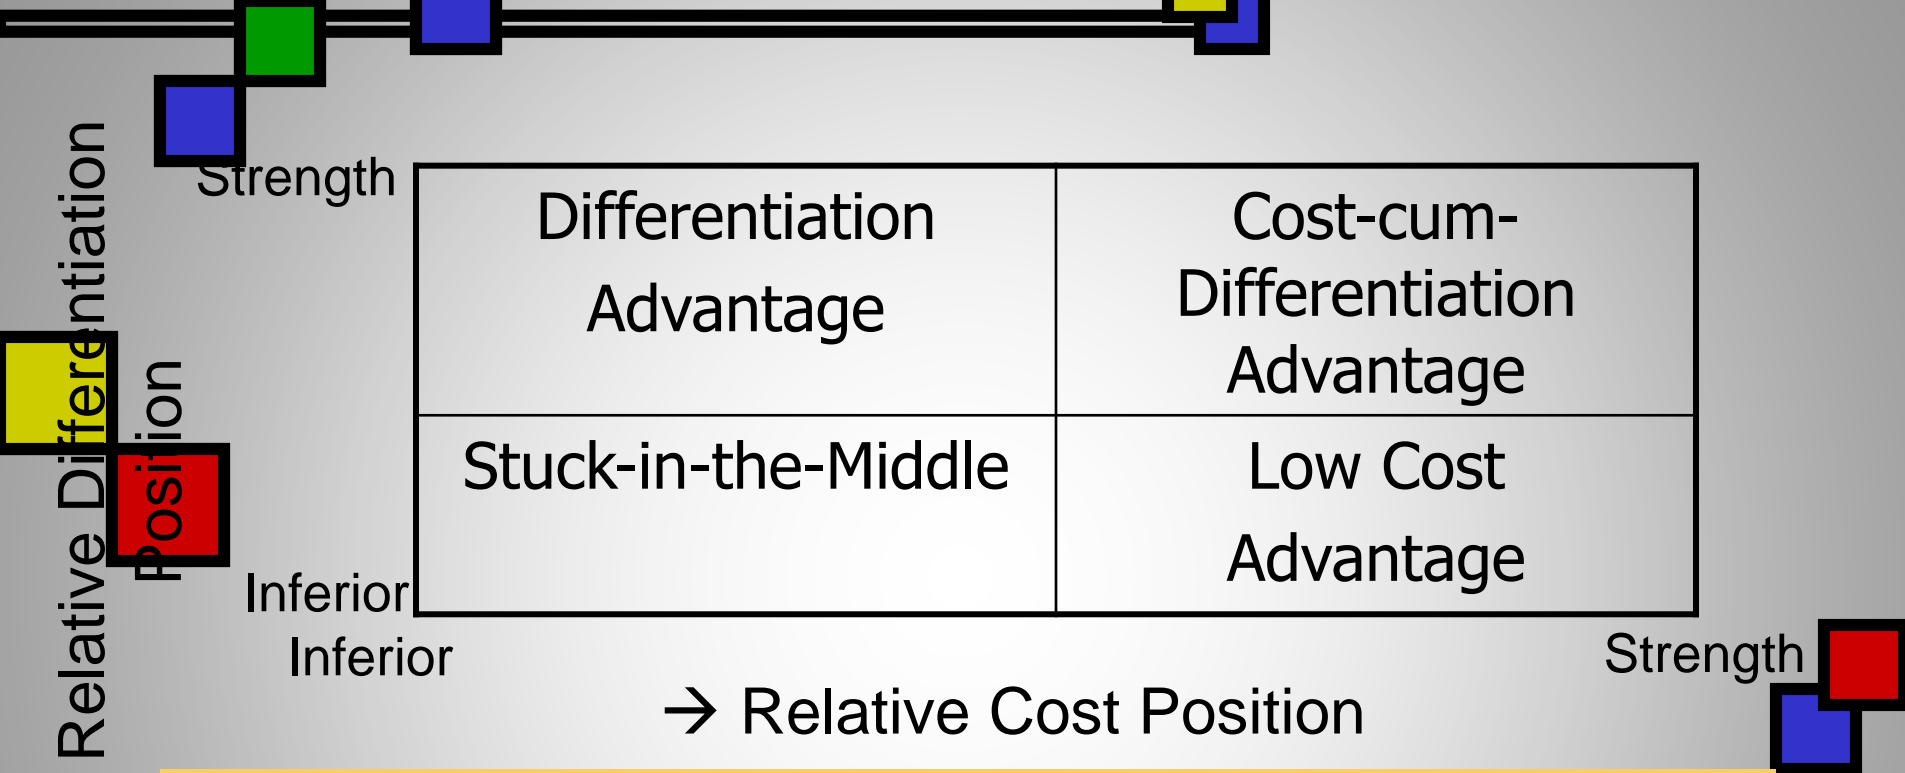 Relative Differentiation
Position
Strength
Differentiation
Advantage
Cost-cum-
Differentiation
Advantage
Stuck-in-the-Middle
Low Cost
Advantage
Inferior
Inferior
Strength
→ Relative Cost Position